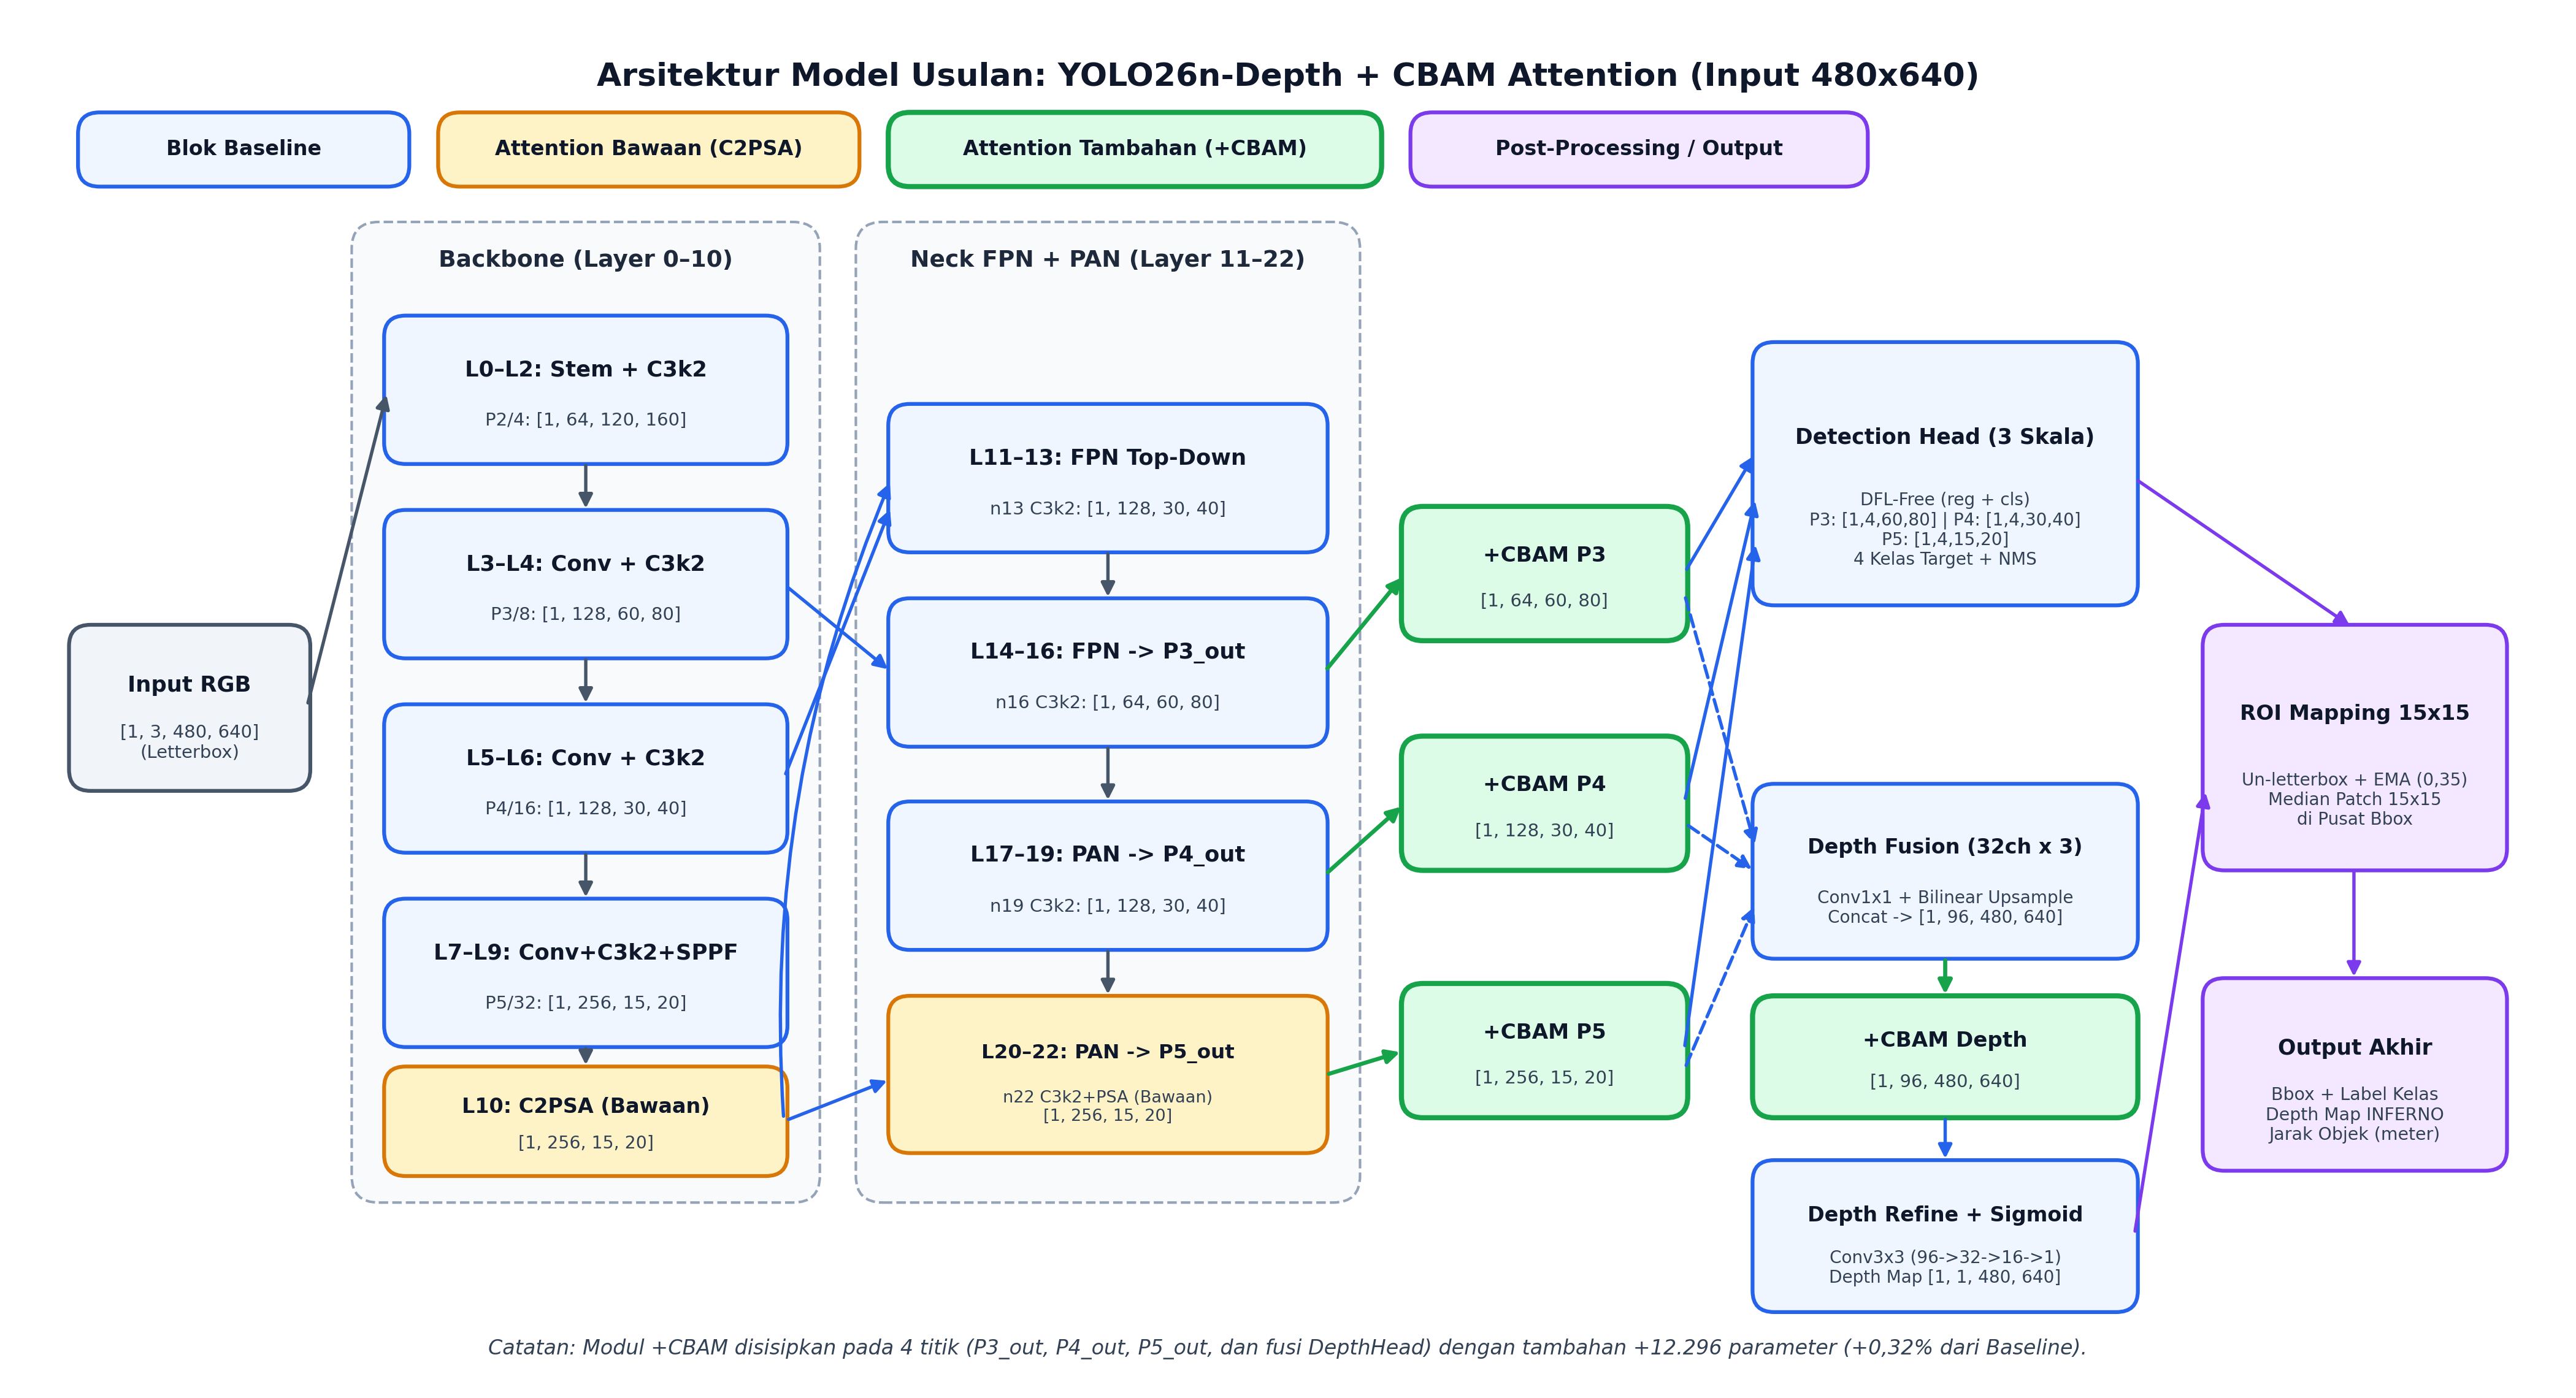 Arsitektur Model Usulan: YOLO26n-Depth + CBAM Attention (Input 480x640)
Blok Baseline
Attention Bawaan (C2PSA)
Attention Tambahan (+CBAM)
Post-Processing / Output
Input RGB
[1, 3, 480, 640]
(Letterbox)
Backbone (Layer 0–10)
L0–L2: Stem + C3k2
P2/4: [1, 64, 120, 160]
L3–L4: Conv + C3k2
P3/8: [1, 128, 60, 80]
L5–L6: Conv + C3k2
P4/16: [1, 128, 30, 40]
L7–L9: Conv+C3k2+SPPF
P5/32: [1, 256, 15, 20]
L10: C2PSA (Bawaan)
[1, 256, 15, 20]
Neck FPN + PAN (Layer 11–22)
L11–13: FPN Top-Down
n13 C3k2: [1, 128, 30, 40]
L14–16: FPN -> P3_out
n16 C3k2: [1, 64, 60, 80]
L17–19: PAN -> P4_out
n19 C3k2: [1, 128, 30, 40]
L20–22: PAN -> P5_out
n22 C3k2+PSA (Bawaan)
[1, 256, 15, 20]
+CBAM P3
[1, 64, 60, 80]
+CBAM P4
[1, 128, 30, 40]
+CBAM P5
[1, 256, 15, 20]
Detection Head (3 Skala)
DFL-Free (reg + cls)
P3: [1,4,60,80] | P4: [1,4,30,40]
P5: [1,4,15,20]
4 Kelas Target + NMS
Depth Fusion (32ch x 3)
Conv1x1 + Bilinear Upsample
Concat -> [1, 96, 480, 640]
+CBAM Depth
[1, 96, 480, 640]
Depth Refine + Sigmoid
Conv3x3 (96->32->16->1)
Depth Map [1, 1, 480, 640]
ROI Mapping 15x15
Un-letterbox + EMA (0,35)
Median Patch 15x15
di Pusat Bbox
Output Akhir
Bbox + Label Kelas
Depth Map INFERNO
Jarak Objek (meter)
Catatan: Modul +CBAM disisipkan pada 4 titik (P3_out, P4_out, P5_out, dan fusi DepthHead) dengan tambahan +12.296 parameter (+0,32% dari Baseline).